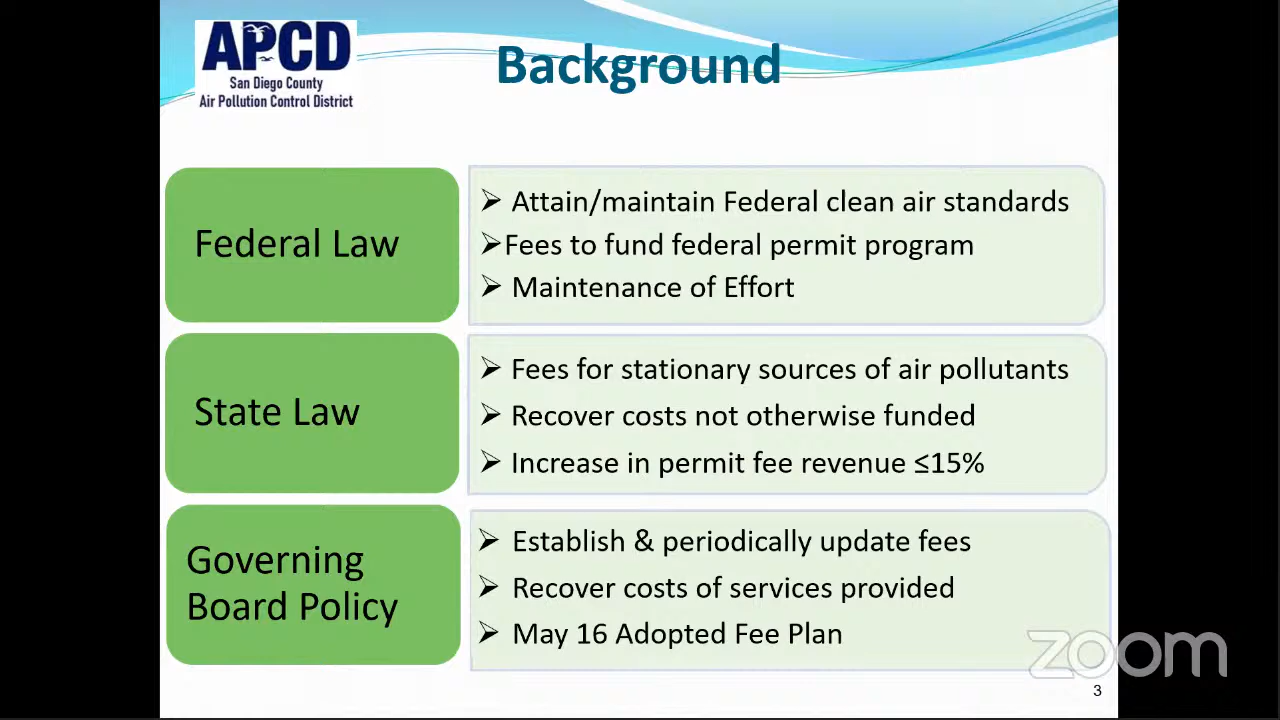 APCD
San Diego County
Air Pollution Control District
Background
Federal Law
➢ Attain/maintain Federal clean air standards
➢Fees to fund federal permit program
➢ Maintenance of Effort
State Law
➢ Fees for stationary sources of air pollutants
➢ Recover costs not otherwise funded
➢ Increase in permit fee revenue ≤15%
Governing
Board Policy
➢ Establish & periodically update fees
➢ Recover costs of services provided
➢ May 16 Adopted Fee Plan
zoom
3